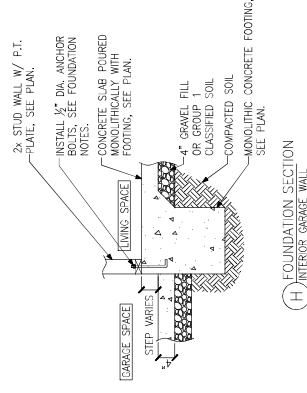 2x STUD WALL W/ P.T.
PLATE, SEE PLAN.
INSTALL ½" DIA. ANCHOR
BOLTS, SEE FOUNDATION
NOTES.
CONCRETE SLAB POURED
MONOLITHICALLY WITH
FOOTING, SEE PLAN.
LIVING SPACE
GARAGE SPACE
STEP VARIES
4"
4" GRAVEL FILL
OR GROUP 1
CLASSIFIED SOIL
COMPACTED SOIL
MONOLITHIC CONCRETE FOOTING,
SEE PLAN.
H
FOUNDATION SECTION
INTERIOR GARAGE WALL